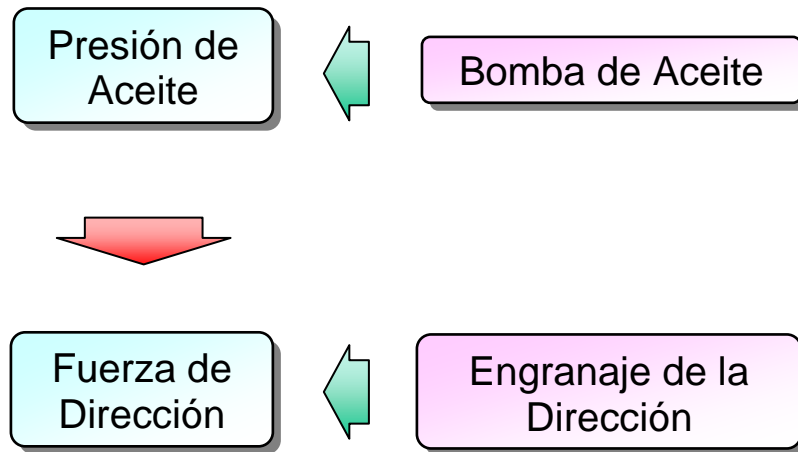 Presión de
Aceite
Bomba de Aceite
Fuerza de
Dirección
Engranaje de la
Dirección